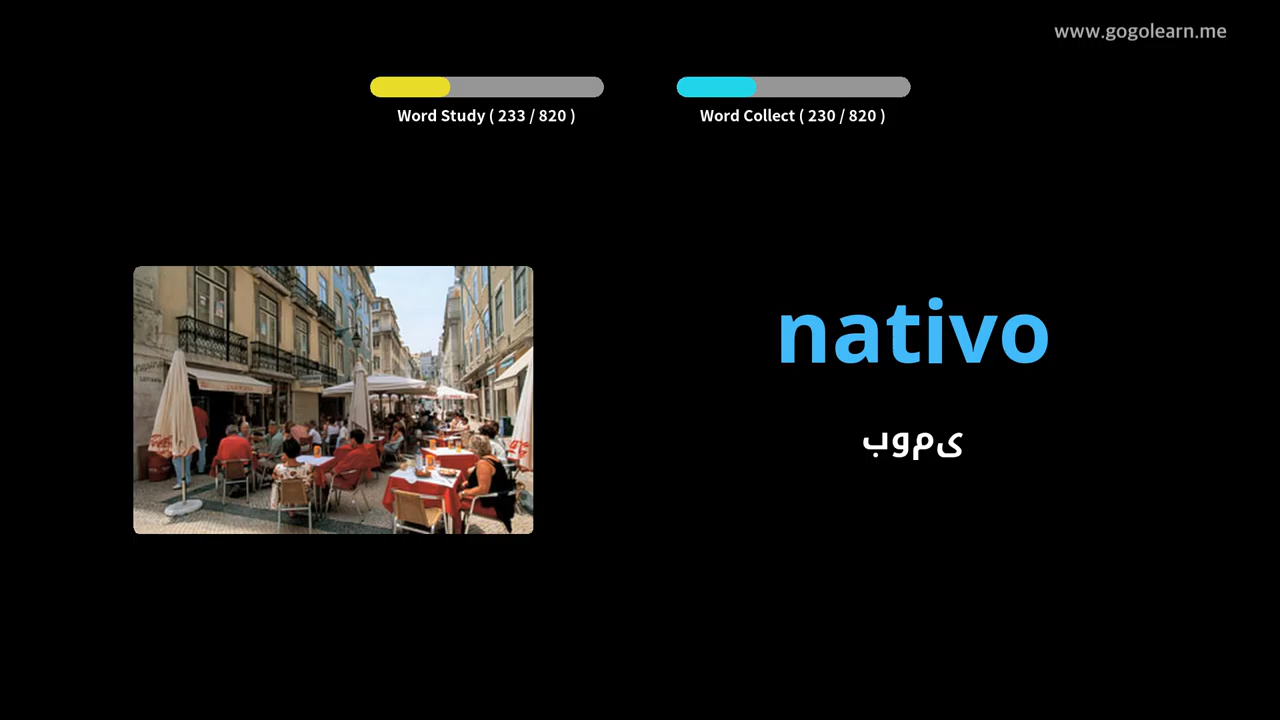 www.gogolearn.me
Word Study ( 233 / 820 )
Word Collect ( 230 / 820 )
nativo
بومی